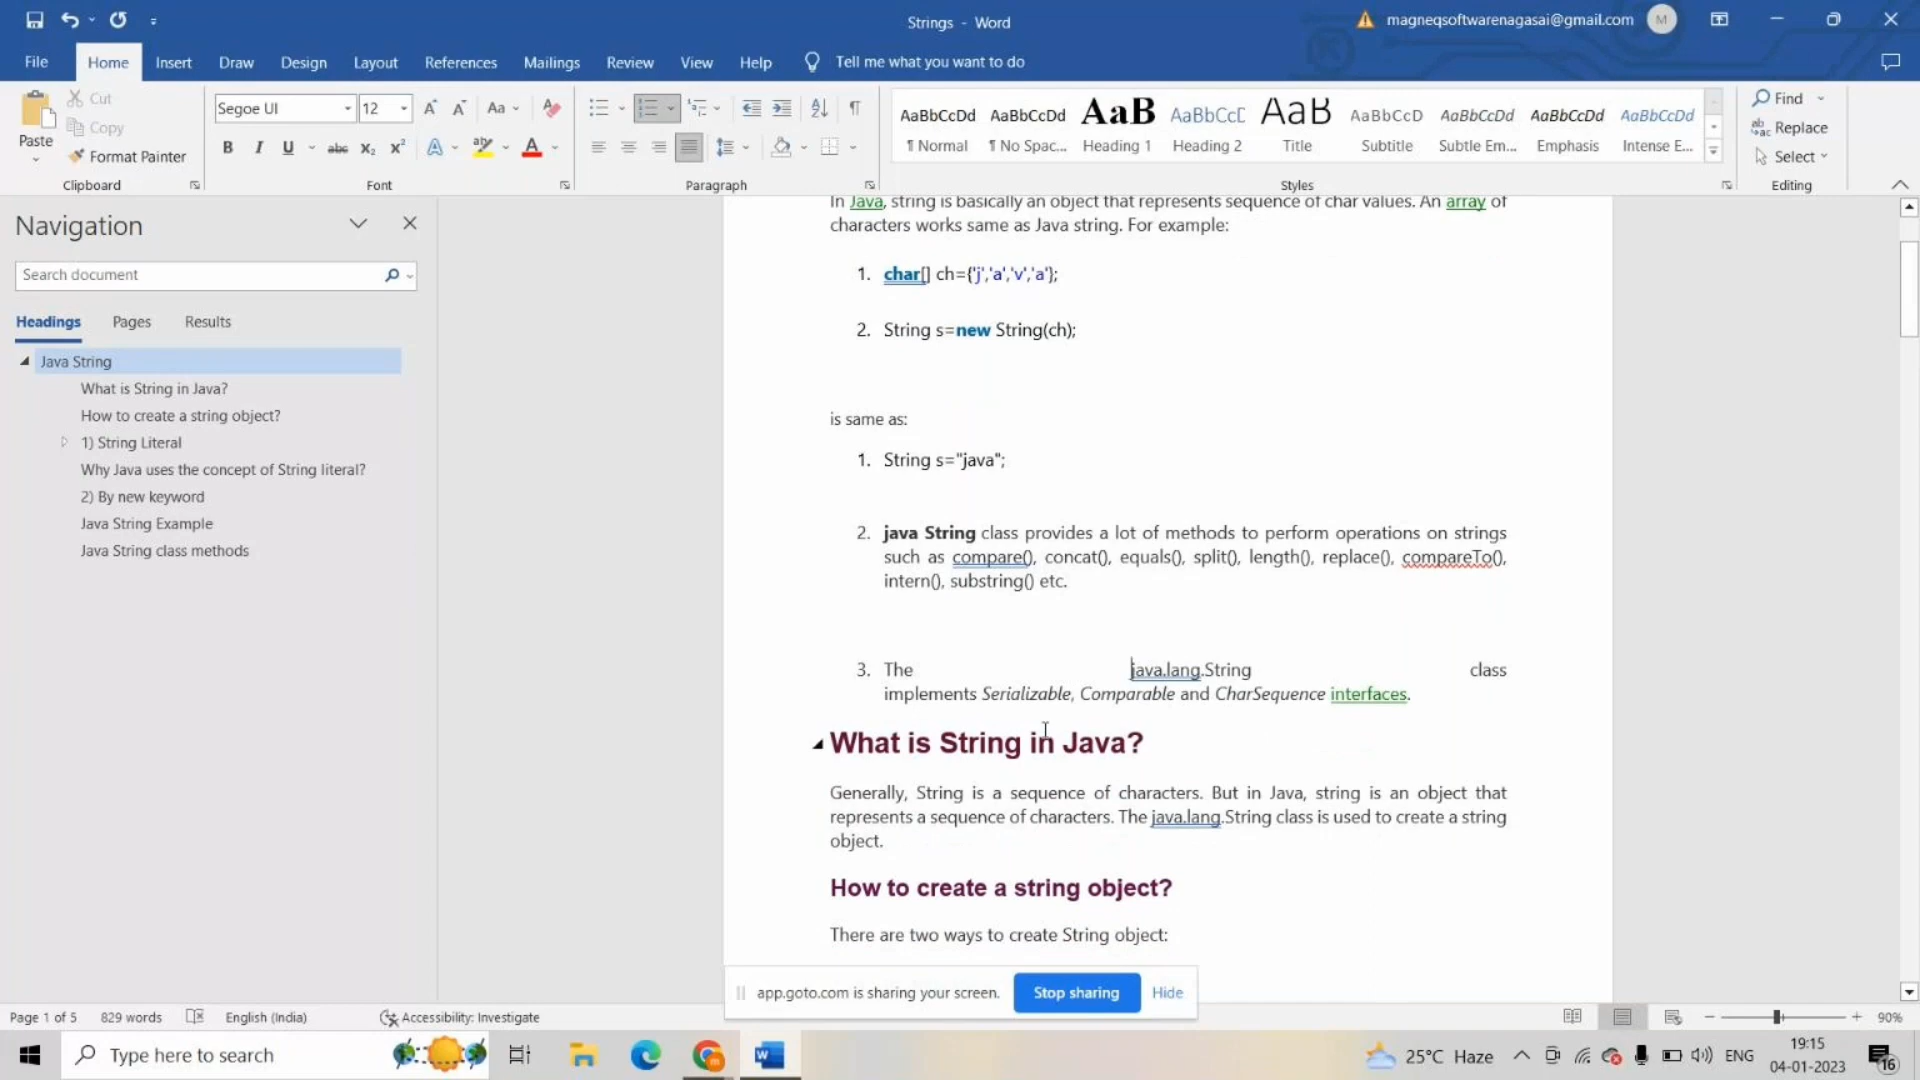 Strings - Word
magneqsoftwarenagasai@gmail.com
M
File Home Insert Draw Design Layout References Mailings Review View Help Tell me what you want to do
Paste
Cut
Copy
Format Painter
Clipboard
Segoe UI 12
Font
Paragraph
AaBbCcDd AaBbCcDd AaB AaBbCcD AaB AaBbCcD AaBbCcDd AaBbCcDd AaBbCcDd
¶ Normal ¶ No Spac... Heading 1 Heading 2 Title Subtitle Subtle Em... Emphasis Intense E...
Styles
Find
Replace
Select
Editing
Navigation
Search document
Headings Pages Results
Java String
What is String in Java?
How to create a string object?
1) String Literal
Why Java uses the concept of String literal?
2) By new keyword
Java String Example
Java String class methods
In Java, string is basically an object that represents sequence of char values. An array of
characters works same as Java string. For example:
1. char[] ch={'j','a','v','a'};
2. String s=new String(ch);
is same as:
1. String s="java";
2. java String class provides a lot of methods to perform operations on strings
such as compare(), concat(), equals(), split(), length(), replace(), compareTo(),
intern(), substring() etc.
3. The java.lang.String class
implements Serializable, Comparable and CharSequence interfaces.
What is String in Java?
Generally, String is a sequence of characters. But in Java, string is an object that
represents a sequence of characters. The java.lang.String class is used to create a string
object.
How to create a string object?
There are two ways to create String object:
app.goto.com is sharing your screen. Stop sharing Hide
Page 1 of 5 829 words English (India) Accessibility: Investigate 90%
Type here to search
25°C Haze ENG
19:15
04-01-2023
16